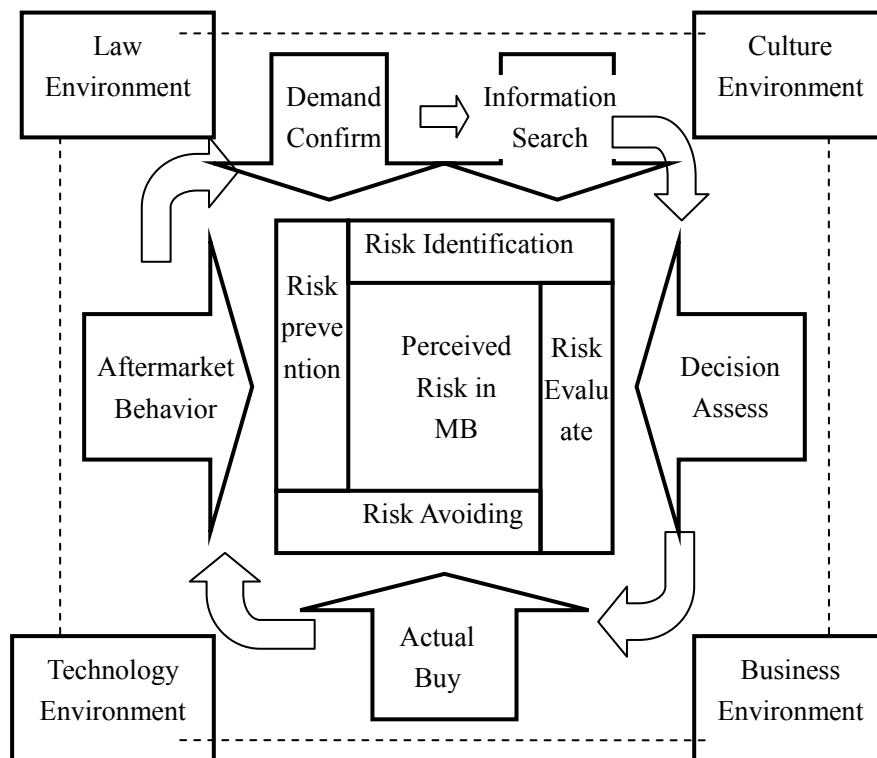 Law
Environment
Culture
Environment
Demand
Confirm
Information
Search
Risk Identification
Risk
preve
ntion
Perceived
Risk in
MB
Risk
Evalu
ate
Aftermarket
Behavior
Decision
Assess
Risk Avoiding
Actual
Buy
Technology
Environment
Business
Environment